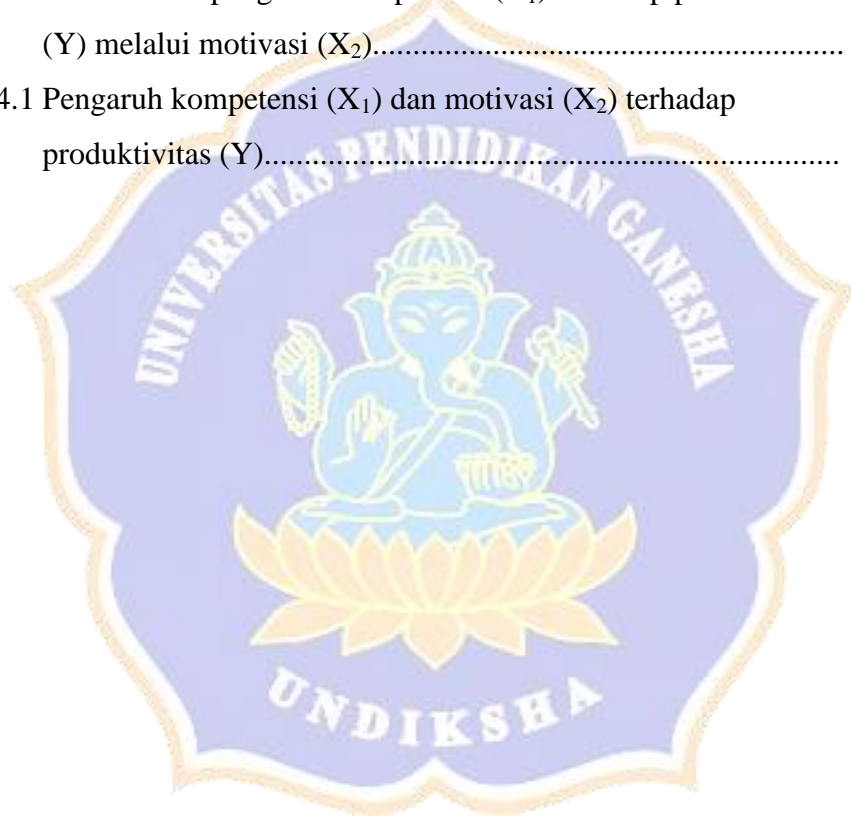 (Y) melalui motivasi (X₂)............................................................
4.1 Pengaruh kompetensi (X₁) dan motivasi (X₂) terhadap
produktivitas (Y).........................................................................
UNIVERSITAS PENDIDIKAN GANESHA
UNDIKSHA